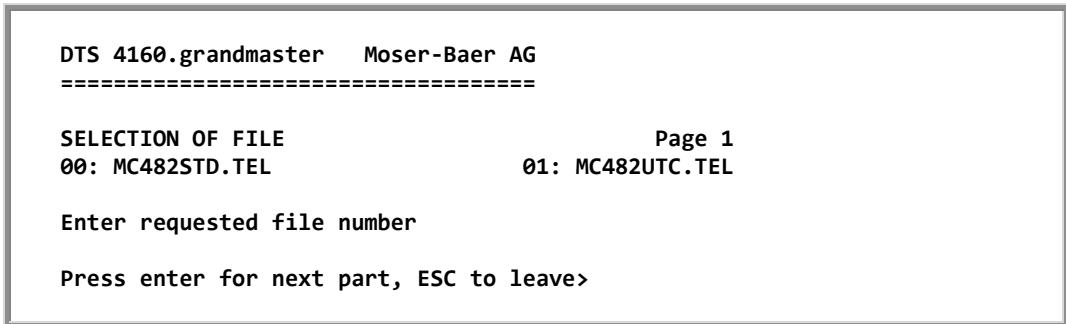 DTS 4160.grandmaster   Moser-Baer AG
====================================
SELECTION OF FILE                            Page 1
00: MC482STD.TEL                   01: MC482UTC.TEL
Enter requested file number
Press enter for next part, ESC to leave>